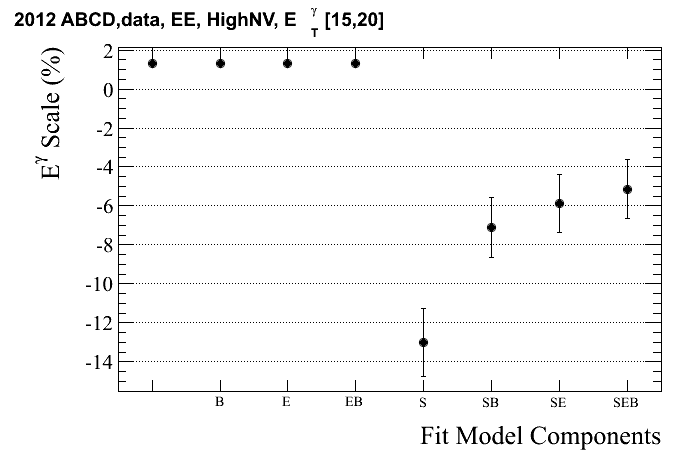 2012 ABCD,data, EE, HighNV, E γ T [15,20]
E γ Scale (%)
2
0
-2
-4
-6
-8
-10
-12
-14
B E EB S SB SE SEB
Fit Model Components